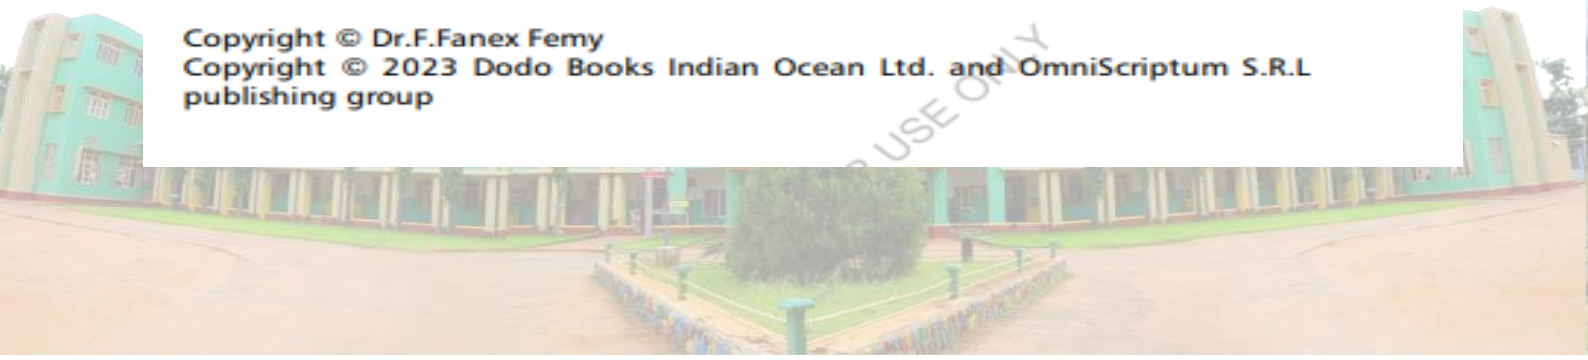 Copyright © Dr.F.Fanex Femy
Copyright © 2023 Dodo Books Indian Ocean Ltd. and OmniScriptum S.R.L
publishing group
USE ONLY